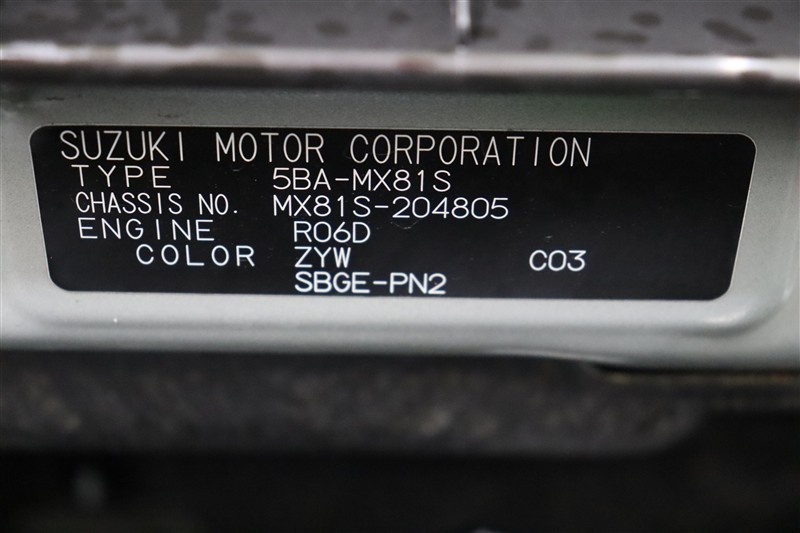 SUZUKI MOTOR CORPORATION
TYPE 5BA-MX81S
CHASSIS NO. MX81S-204805
ENGINE R06D
COLOR ZYW C03
SBGE-PN2